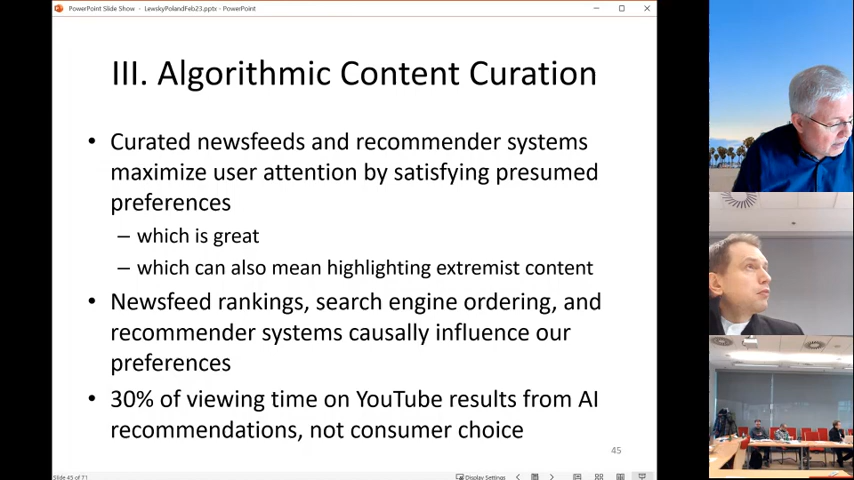 PowerPoint Slide Show - LewskyPolandFeb23.pptx - PowerPoint
III. Algorithmic Content Curation
• Curated newsfeeds and recommender systems
maximize user attention by satisfying presumed
preferences
– which is great
– which can also mean highlighting extremist content
• Newsfeed rankings, search engine ordering, and
recommender systems causally influence our
preferences
• 30% of viewing time on YouTube results from AI
recommendations, not consumer choice
45
Slide 45 of 71
Display Settings